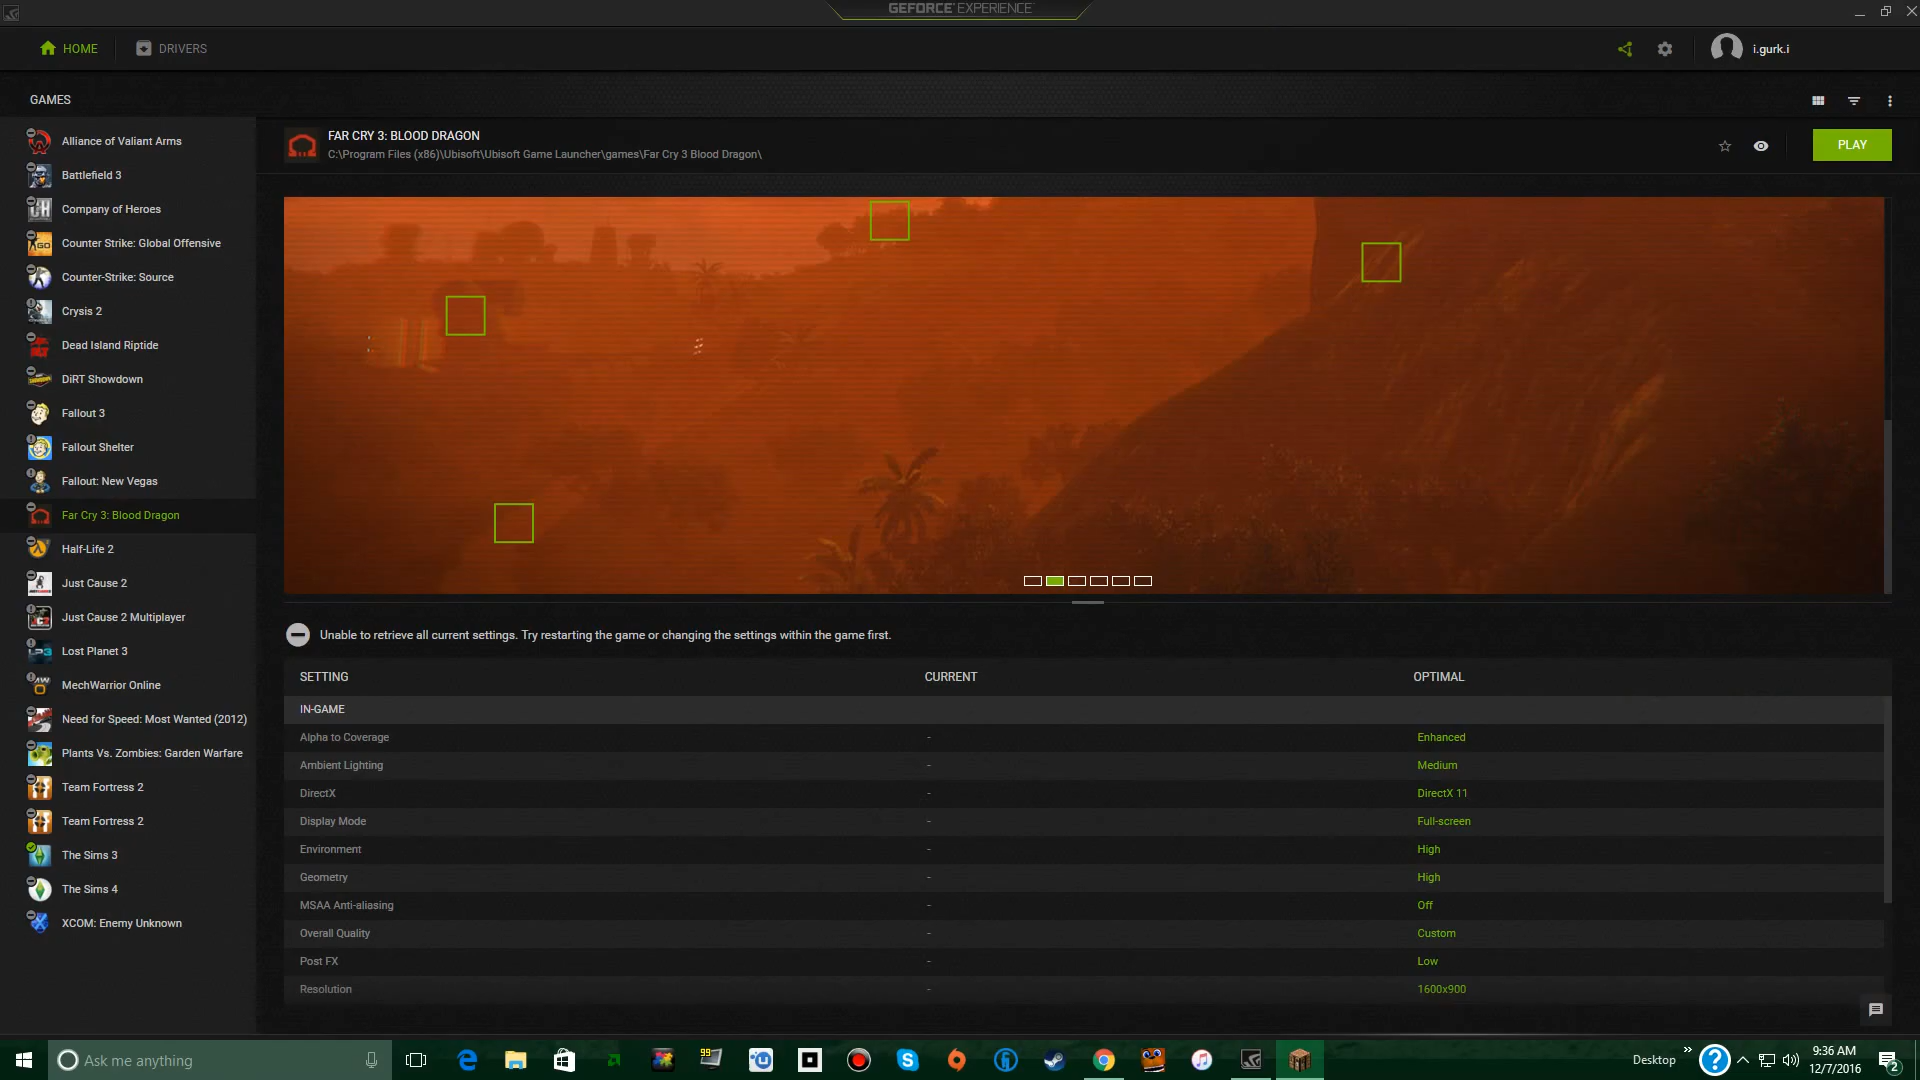 GEFORCE EXPERIENCE
HOME
DRIVERS
i.gurk.i
GAMES
Alliance of Valiant Arms
Battlefield 3
Company of Heroes
Counter Strike: Global Offensive
Counter-Strike: Source
Crysis 2
Dead Island Riptide
DiRT Showdown
Fallout 3
Fallout Shelter
Fallout: New Vegas
Far Cry 3: Blood Dragon
Half-Life 2
Just Cause 2
Just Cause 2 Multiplayer
Lost Planet 3
MechWarrior Online
Need for Speed: Most Wanted (2012)
Plants Vs. Zombies: Garden Warfare
Team Fortress 2
Team Fortress 2
The Sims 3
The Sims 4
XCOM: Enemy Unknown
FAR CRY 3: BLOOD DRAGON
C:\Program Files (x86)\Ubisoft\Ubisoft Game Launcher\games\Far Cry 3 Blood Dragon\
PLAY
Unable to retrieve all current settings. Try restarting the game or changing the settings within the game first.
SETTING CURRENT OPTIMAL
IN-GAME
Alpha to Coverage - Enhanced
Ambient Lighting - Medium
DirectX - DirectX 11
Display Mode - Full-screen
Environment - High
Geometry - High
MSAA Anti-aliasing - Off
Overall Quality - Custom
Post FX - Low
Resolution - 1600x900
Ask me anything
99
Desktop
9:36 AM
12/7/2016
2